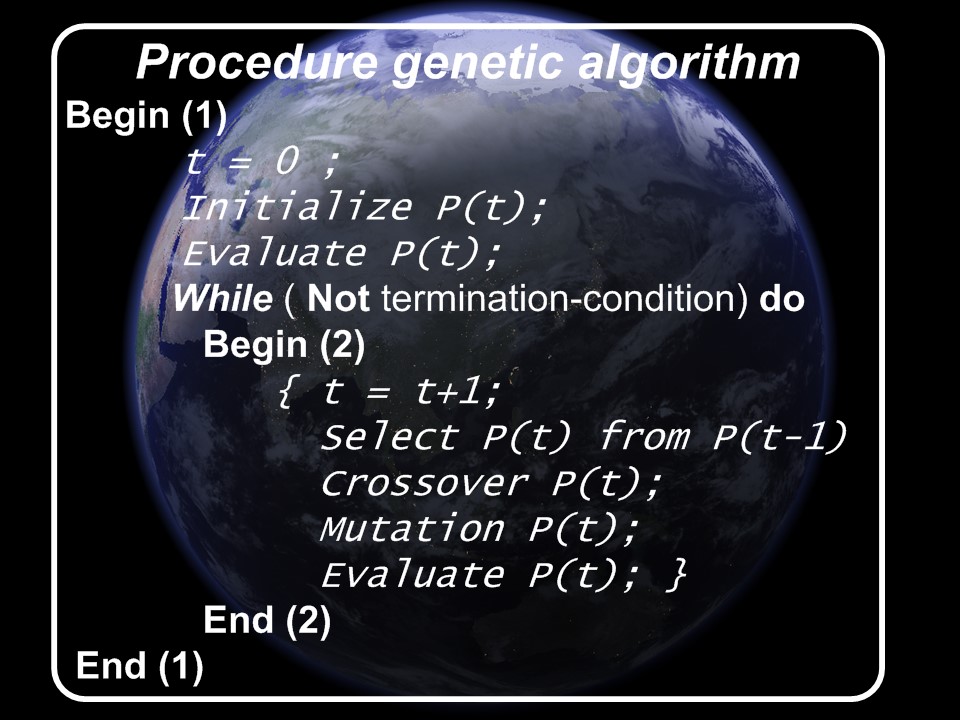 Procedure genetic algorithm
Begin (1)
t = 0 ;
Initialize P(t);
Evaluate P(t);
While ( Not termination-condition) do
Begin (2)
{ t = t+1;
Select P(t) from P(t-1)
Crossover P(t);
Mutation P(t);
Evaluate P(t); }
End (2)
End (1)